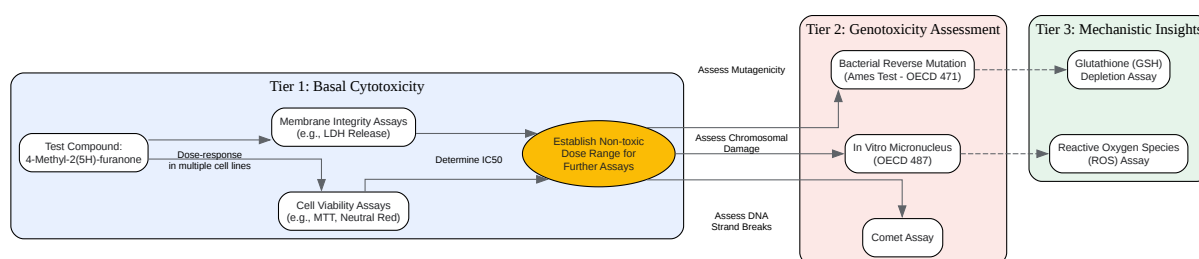 Tier 1: Basal Cytotoxicity
Test Compound:
4-Methyl-2(5H)-furanone
Dose-response
in multiple cell lines
Membrane Integrity Assays
(e.g., LDH Release)
Cell Viability Assays
(e.g., MTT, Neutral Red)
Determine IC50
Establish Non-toxic
Dose Range for
Further Assays
Assess Mutagenicity
Assess Chromosomal
Damage
Assess DNA
Strand Breaks
Tier 2: Genotoxicity Assessment
Bacterial Reverse Mutation
(Ames Test - OECD 471)
In Vitro Micronucleus
(OECD 487)
Comet Assay
Tier 3: Mechanistic Insights
Glutathione (GSH)
Depletion Assay
Reactive Oxygen Species
(ROS) Assay